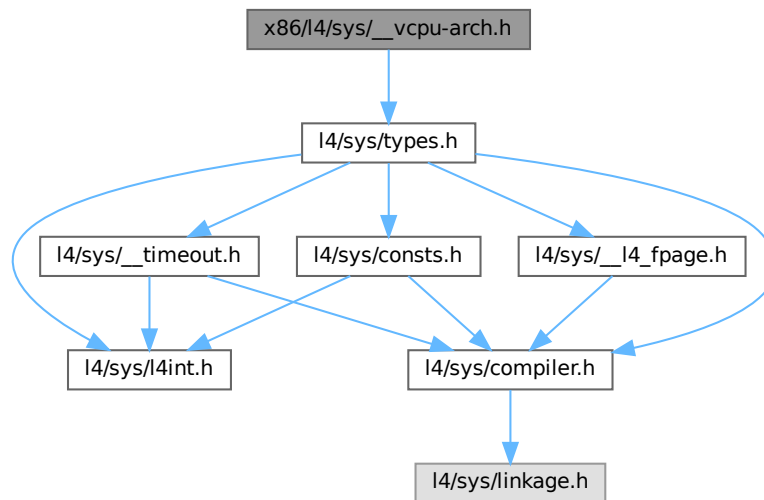 x86/l4/sys/__vcpu-arch.h
l4/sys/types.h
l4/sys/__timeout.h
l4/sys/consts.h
l4/sys/__l4_fpage.h
l4/sys/l4int.h
l4/sys/compiler.h
l4/sys/linkage.h